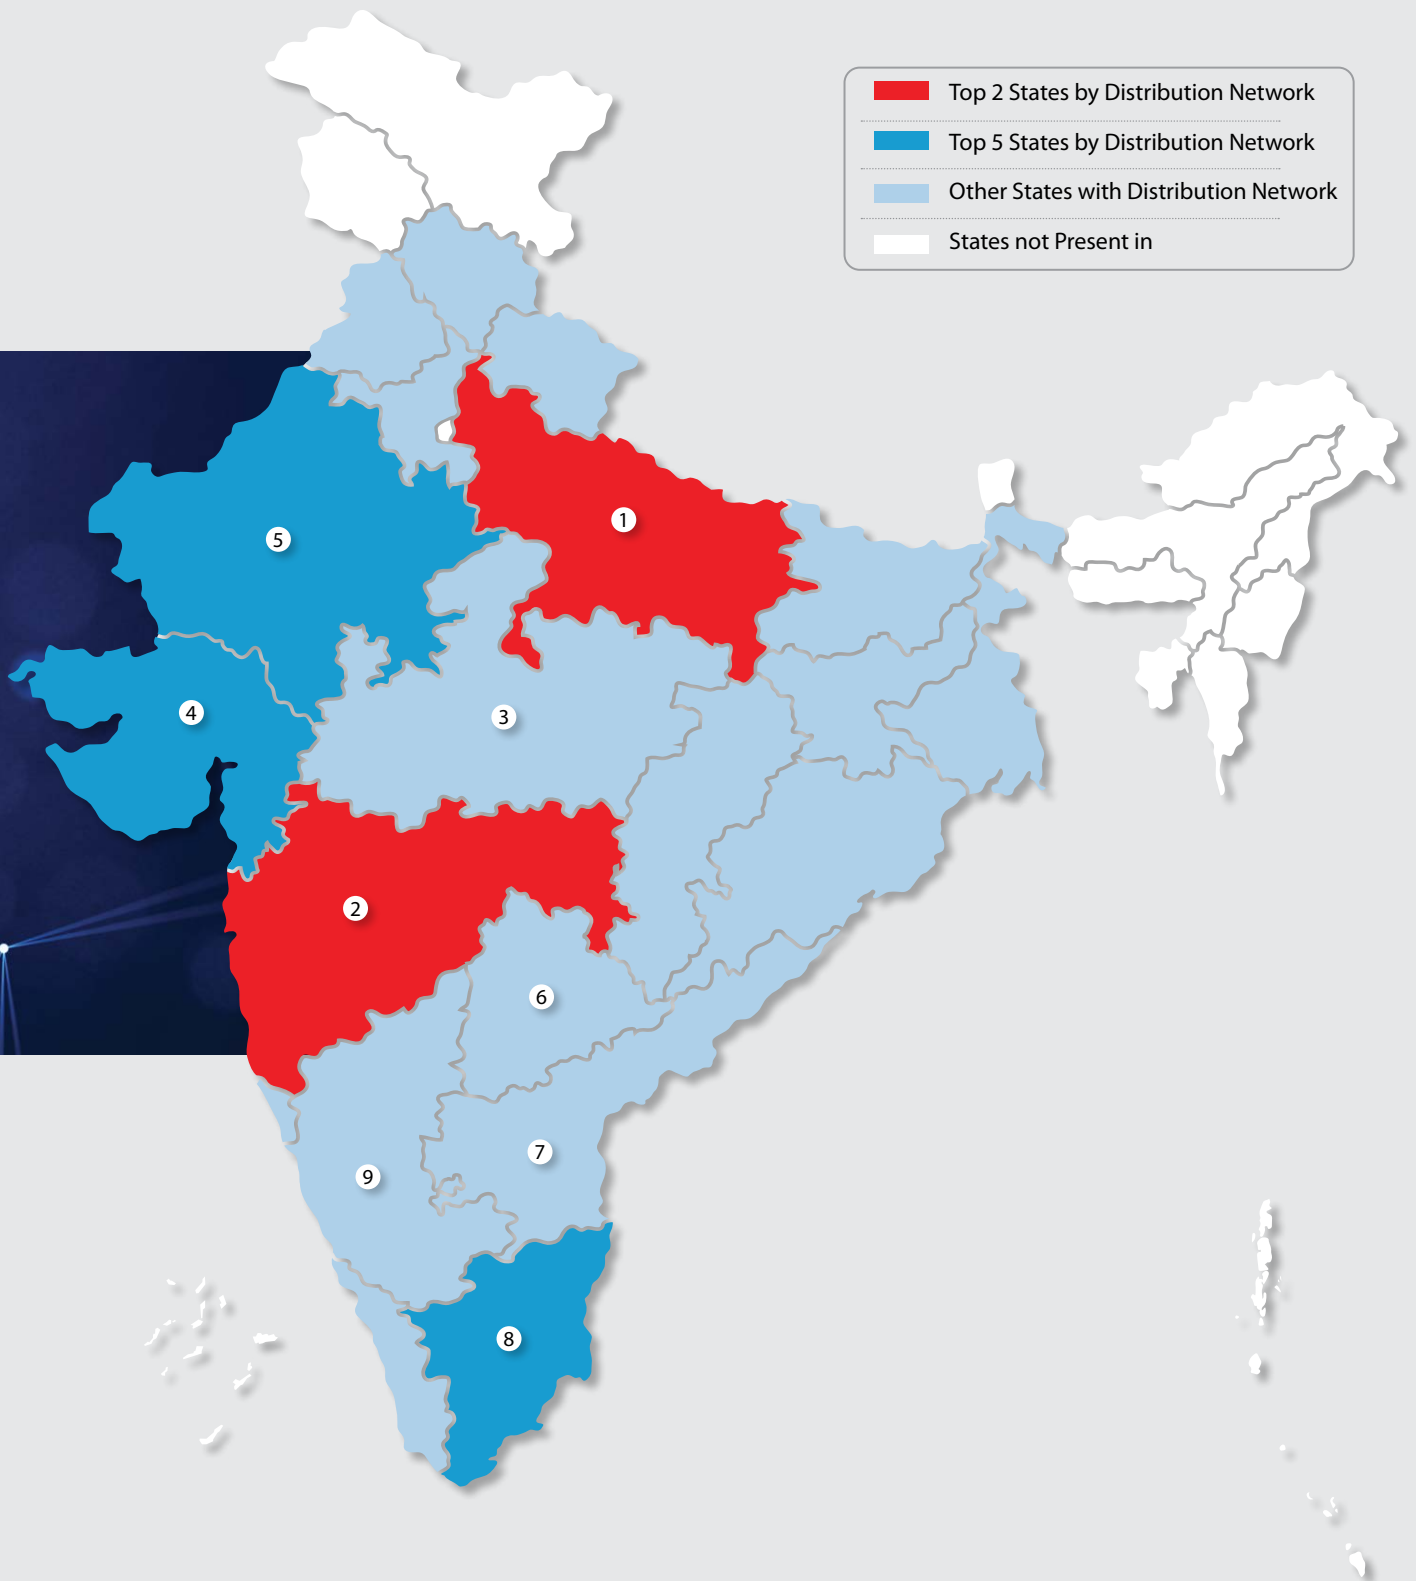 Top 2 States by Distribution Network
Top 5 States by Distribution Network
Other States with Distribution Network
States not Present in
1
5
4
3
2
6
7
9
8